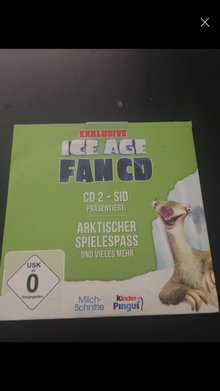 EXKLUSIVE
ICE AGE
FAN CD
CD 2 - SID
PRÄSENTIERT
ARKTISCHER
SPIELESPASS
UND VIELES MEHR
USK
ab
0
freigegeben
Milch-
Schnitte
Kinder
Pinguí